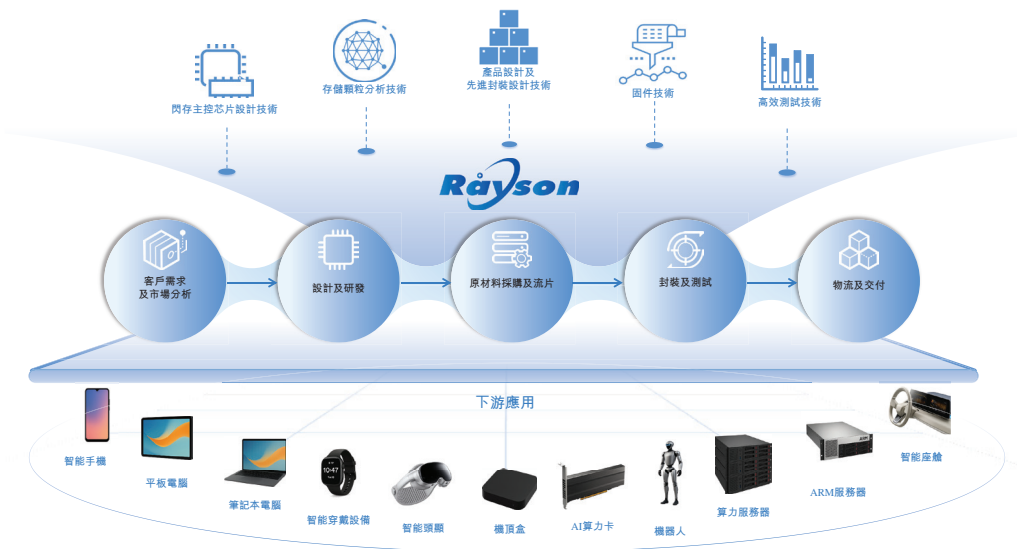 閃存主控芯片設計技術
存儲顆粒分析技術
產品設計及
先進封裝設計技術
固件技術
高效測試技術
Rayson
客戶需求
及市場分析
設計及研發
原材料採購及流片
封裝及測試
物流及交付
下游應用
智能手機
平板電腦
筆記本電腦
10:47
智能穿戴設備
智能頭顯
機頂盒
AI算力卡
機器人
算力服務器
ARM服務器
智能座艙